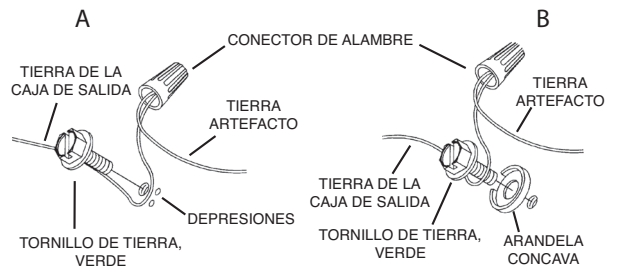 A
B
CONECTOR DE ALAMBRE
TIERRA DE LA
CAJA DE SALIDA
TIERRA
ARTEFACTO
DEPRESIONES
TORNILLO DE TIERRA,
VERDE
TIERRA
ARTEFACTO
TIERRA DE LA
CAJA DE SALIDA
TORNILLO DE TIERRA,
VERDE
ARANDELA
CONCAVA